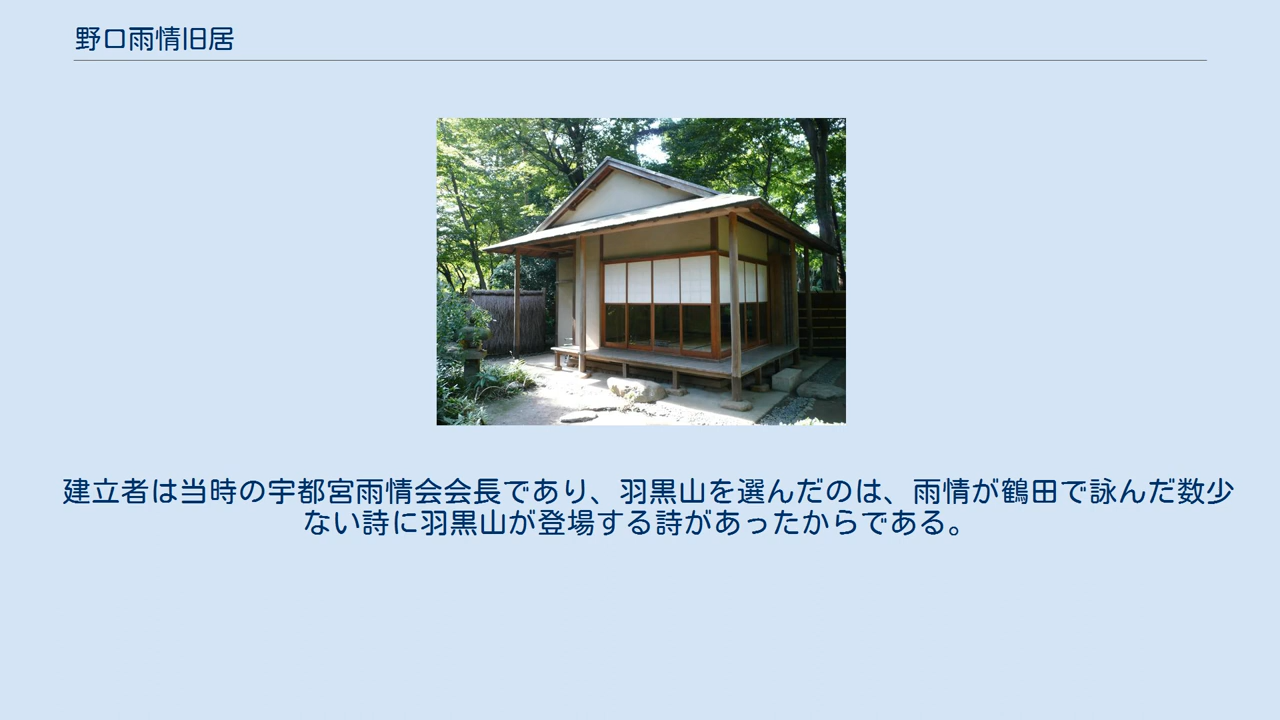 野口雨情旧居
建立者は当時の宇都宮雨情会会長であり、羽黒山を選んだのは、雨情が鶴田で詠んだ数少
ない詩に羽黒山が登場する詩があったからである。